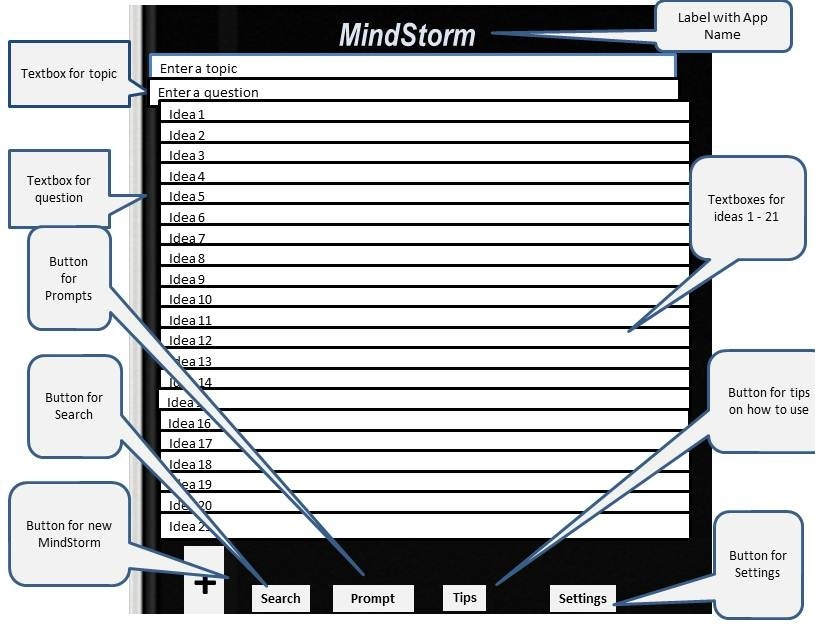 Label with App
Name
MindStorm
Textbox for topic
Enter a topic
Enter a question
Idea 1
Idea 2
Idea 3
Idea 4
Idea 5
Idea 6
Idea 7
Idea 8
Idea 9
Idea 10
Idea 11
Idea 12
Idea 13
14
Idea
Idea 16
Idea 17
Idea 18
Idea 19
20
Idea
Textbox for
question
Textboxes for
ideas 1 - 21
Button
for
Prompts
Button for
Search
Button for tips
on how to use
Button for new
MindStorm
Button for
Settings
+
Search
Prompt
Tips
Settings